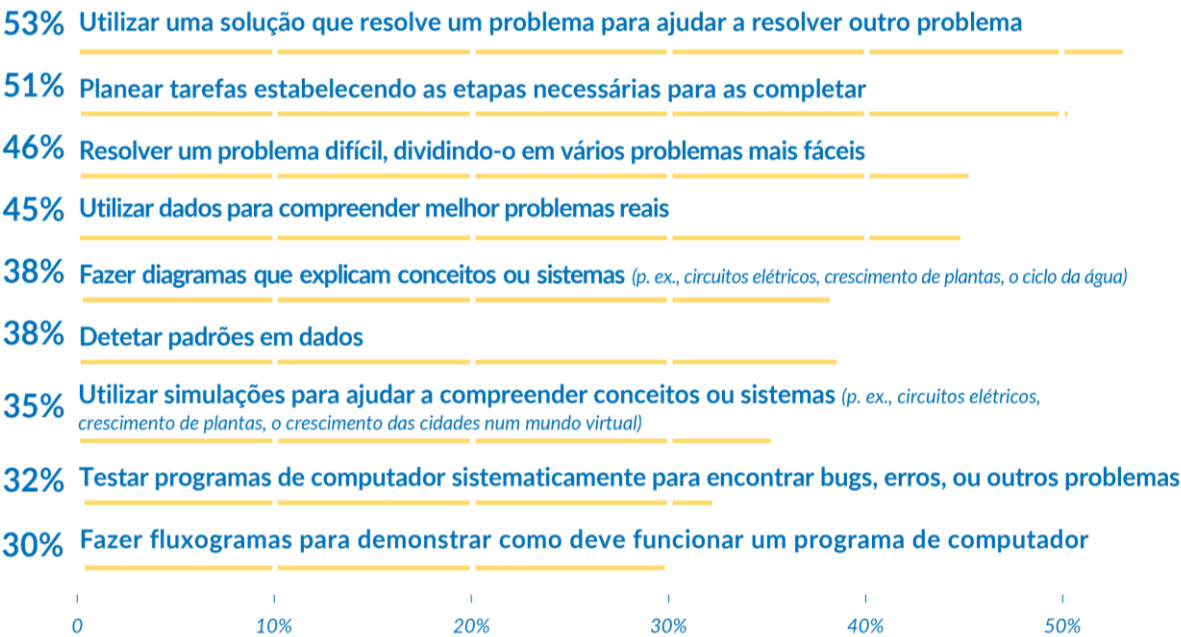 53% Utilizar uma solução que resolve um problema para ajudar a resolver outro problema
51% Planear tarefas estabelecendo as etapas necessárias para as completar
46% Resolver um problema difícil, dividindo-o em vários problemas mais fáceis
45% Utilizar dados para compreender melhor problemas reais
38% Fazer diagramas que explicam conceitos ou sistemas (p. ex., circuitos elétricos, crescimento de plantas, o ciclo da água)
38% Detetar padrões em dados
35% Utilizar simulações para ajudar a compreender conceitos ou sistemas (p. ex., circuitos elétricos,
crescimento de plantas, o crescimento das cidades num mundo virtual)
32% Testar programas de computador sistematicamente para encontrar bugs, erros, ou outros problemas
30% Fazer fluxogramas para demonstrar como deve funcionar um programa de computador
0 10% 20% 30% 40% 50%